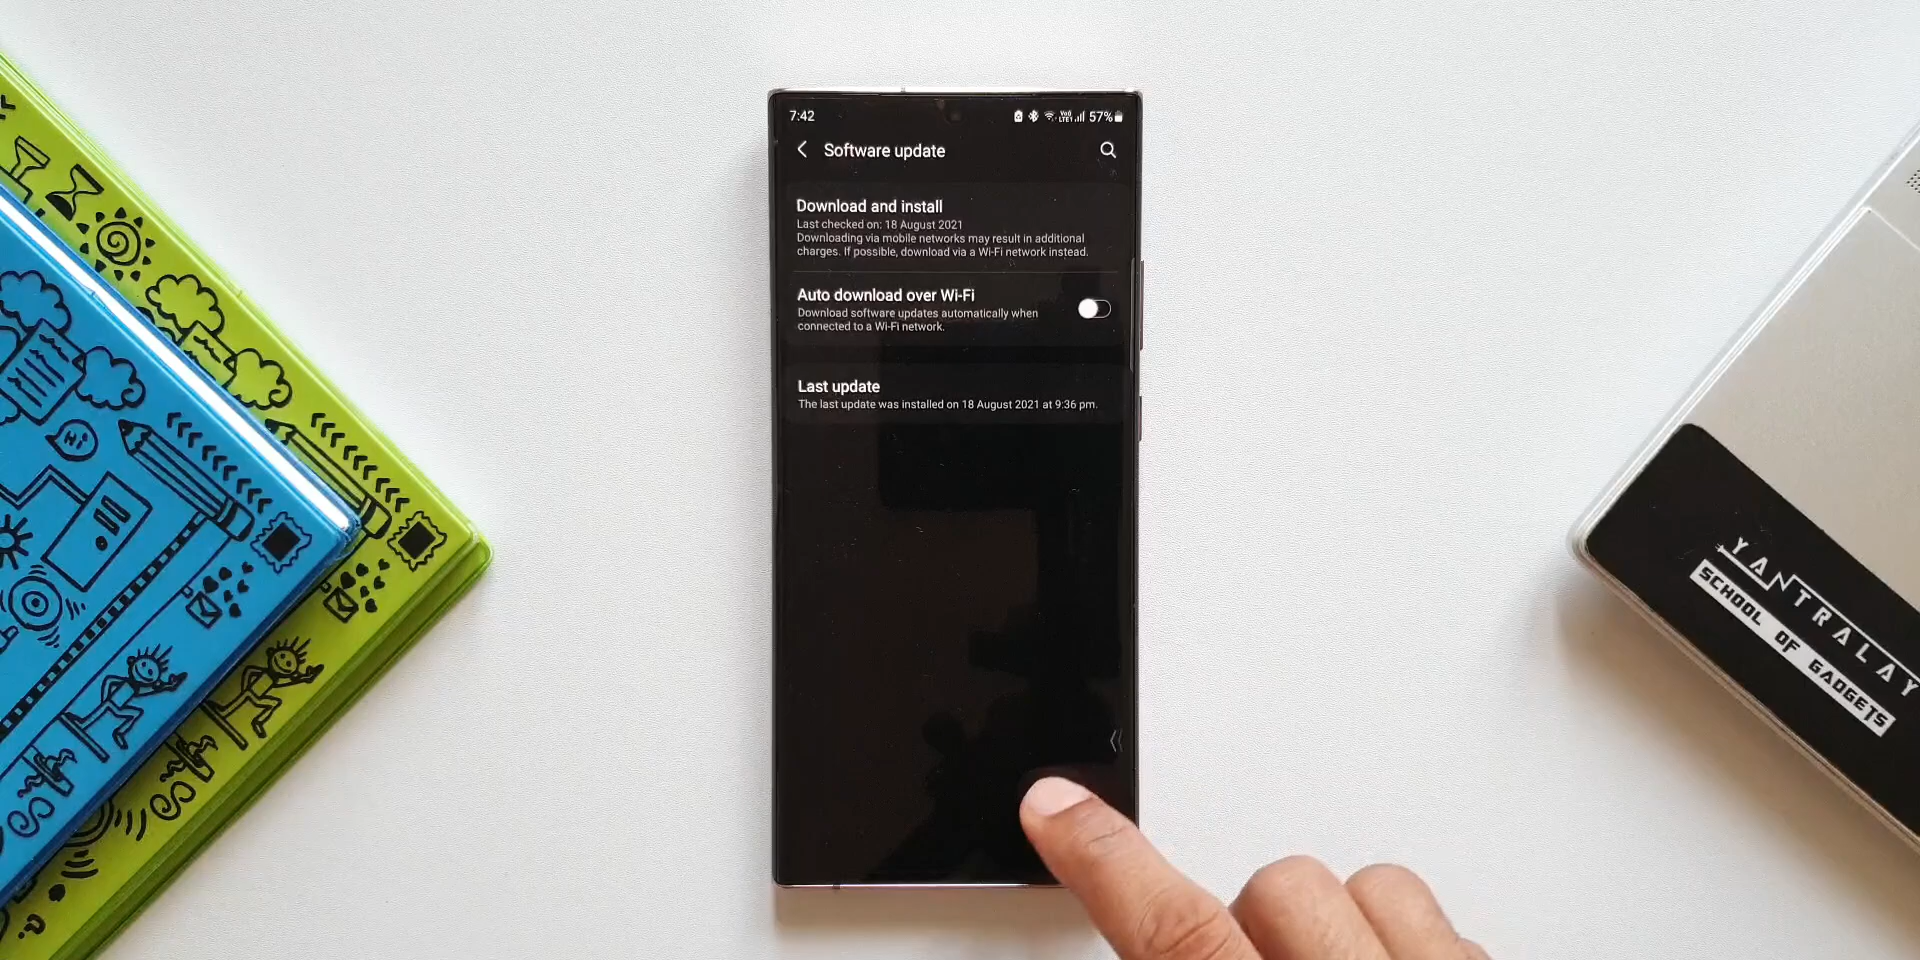 7:42
VoD LTE1 57%
Software update
Download and install
Last checked on: 18 August 2021
Downloading via mobile networks may result in additional
charges. If possible, download via a Wi-Fi network instead.
Auto download over Wi-Fi
Download software updates automatically when
connected to a Wi-Fi network.
Last update
The last update was installed on 18 August 2021 at 9:36 pm.
Hi
YANTRALAY
SCHOOL OF GADGETS